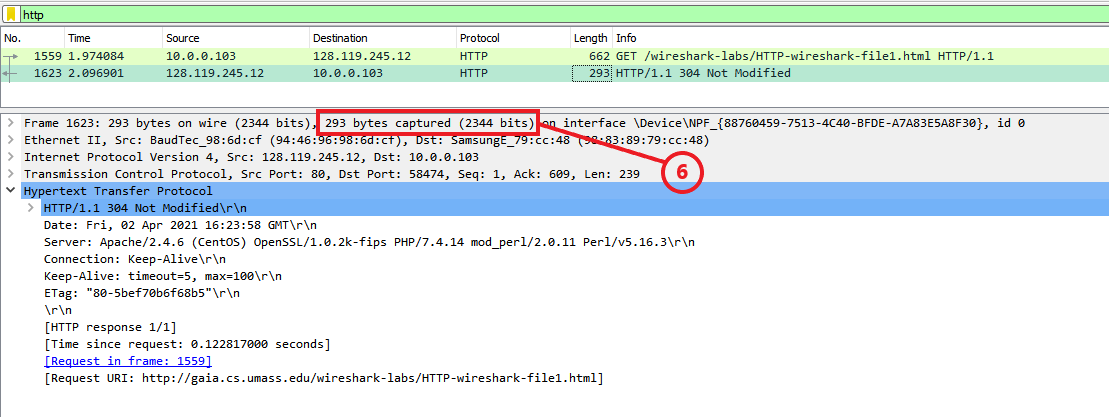 http
No. Time Source Destination Protocol Length Info
1559 1.974084 10.0.0.103 128.119.245.12 HTTP 662 GET /wireshark-labs/HTTP-wireshark-file1.html HTTP/1.1
1623 2.096901 128.119.245.12 10.0.0.103 HTTP 293 HTTP/1.1 304 Not Modified
Frame 1623: 293 bytes on wire (2344 bits), 293 bytes captured (2344 bits) on interface \Device\NPF_{88760459-7513-4C40-BFDE-A7A83E5A8F30}, id 0
Ethernet II, Src: BaudTec_98:6d:cf (94:46:96:98:6d:cf), Dst: SamsungE_79:cc:48 (98:83:89:79:cc:48)
Internet Protocol Version 4, Src: 128.119.245.12, Dst: 10.0.0.103
Transmission Control Protocol, Src Port: 80, Dst Port: 58474, Seq: 1, Ack: 609, Len: 239
6
Hypertext Transfer Protocol
HTTP/1.1 304 Not Modified\r\n
Date: Fri, 02 Apr 2021 16:23:58 GMT\r\n
Server: Apache/2.4.6 (CentOS) OpenSSL/1.0.2k-fips PHP/7.4.14 mod_perl/2.0.11 Perl/v5.16.3\r\n
Connection: Keep-Alive\r\n
Keep-Alive: timeout=5, max=100\r\n
ETag: "80-5bef70b6f68b5"\r\n
\r\n
[HTTP response 1/1]
[Time since request: 0.122817000 seconds]
[Request in frame: 1559]
[Request URI: http://gaia.cs.umass.edu/wireshark-labs/HTTP-wireshark-file1.html]